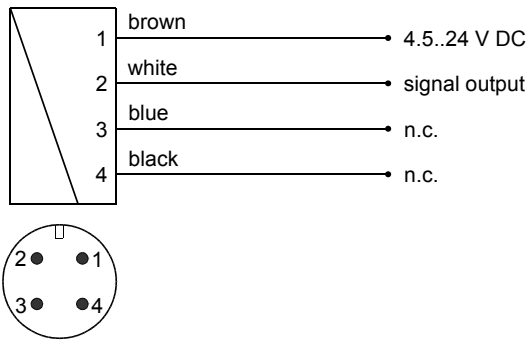 1 brown 4.5..24 V DC
2 white signal output
3 blue n.c.
4 black n.c.
2 1
3 4